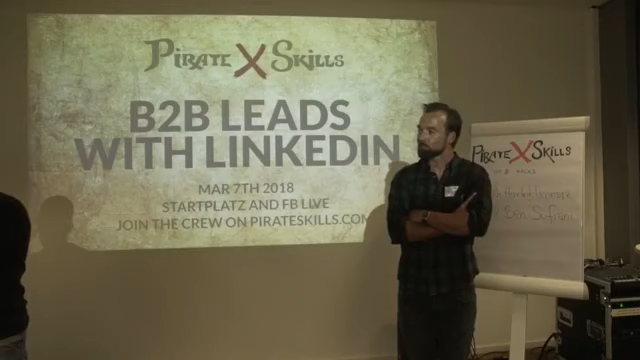 PIRATE X SKILLS
B2B LEADS
WITH LINKEDIN
MAR 7TH 2018
STARTPLATZ AND FB LIVE
JOIN THE CREW ON PIRATESKILLS.COM
PIRATE X SKILLS